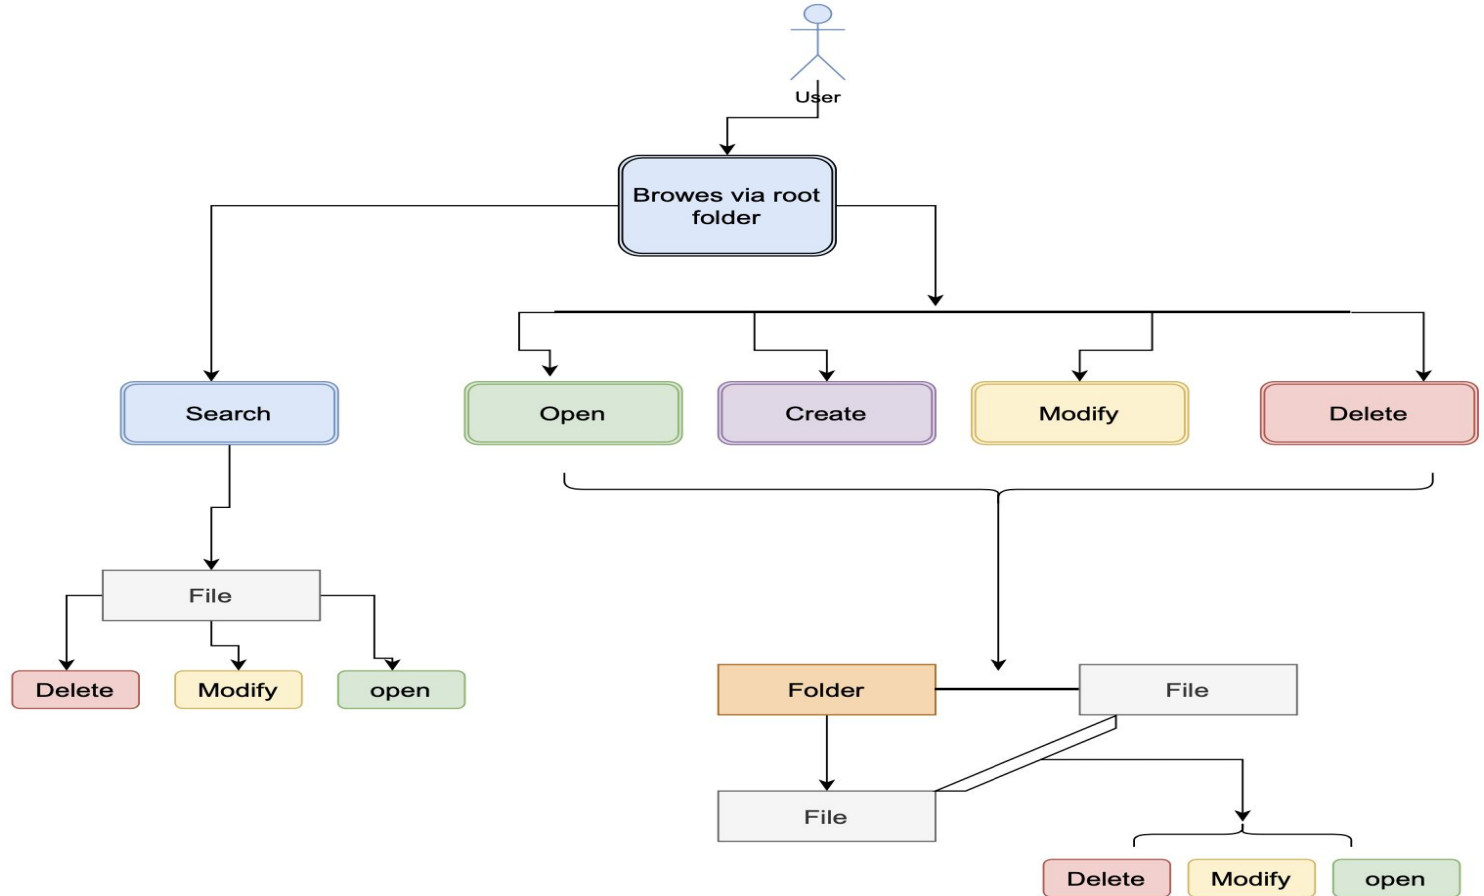 User
Browes via root
folder
Search
Open
Create
Modify
Delete
File
Delete
Modify
open
Folder
File
File
Delete
Modify
open